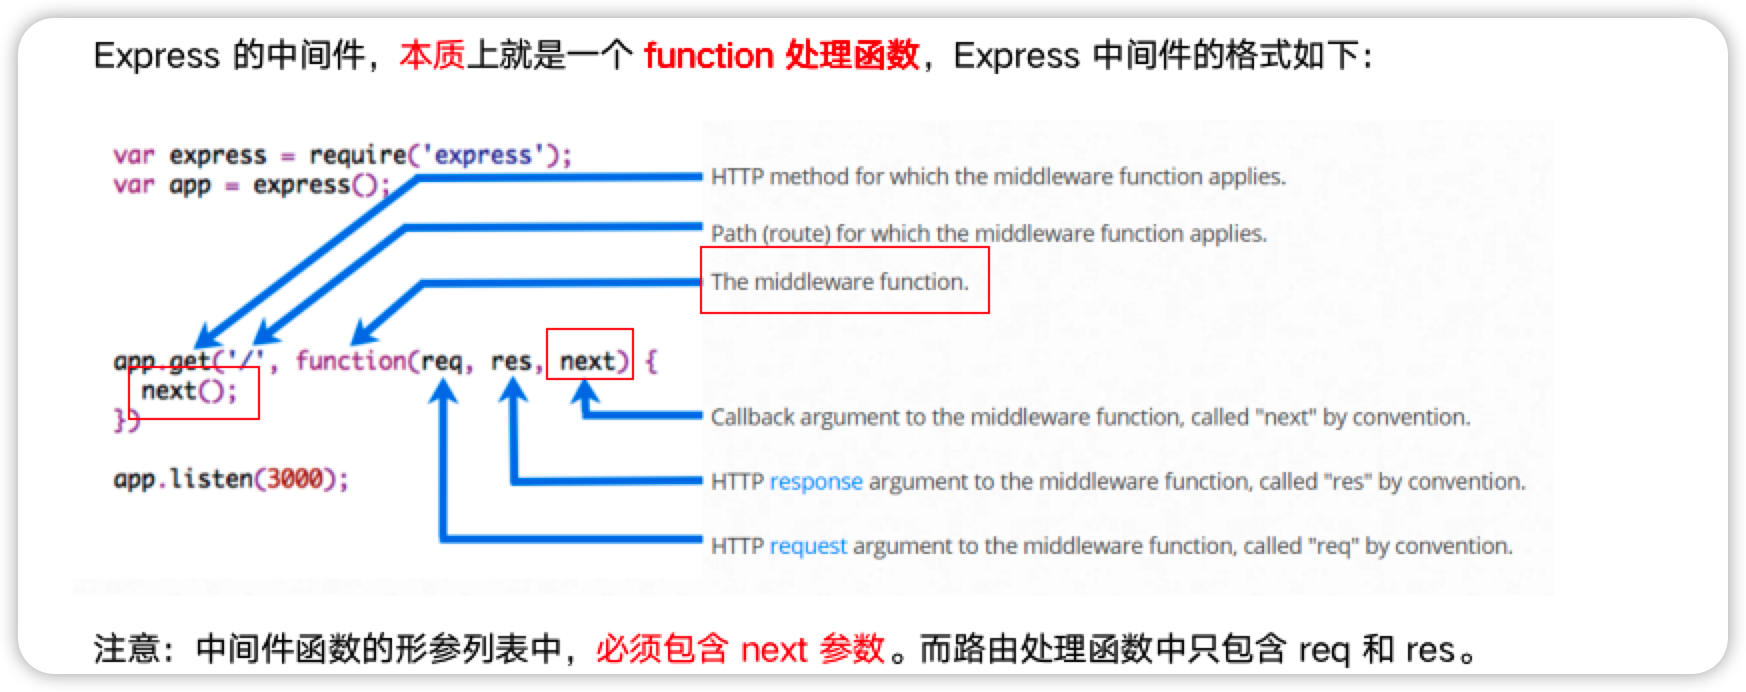 Express 的中间件，本质上就是一个 function 处理函数，Express 中间件的格式如下：
var express = require('express');
var app = express();
HTTP method for which the middleware function applies.
Path (route) for which the middleware function applies.
The middleware function.
app.get('/', function(req, res, next) {
next();
})
Callback argument to the middleware function, called "next" by convention.
app.listen(3000);
HTTP response argument to the middleware function, called "res" by convention.
HTTP request argument to the middleware function, called "req" by convention.
注意：中间件函数的形参列表中，必须包含 next 参数。而路由处理函数中只包含 req 和 res。